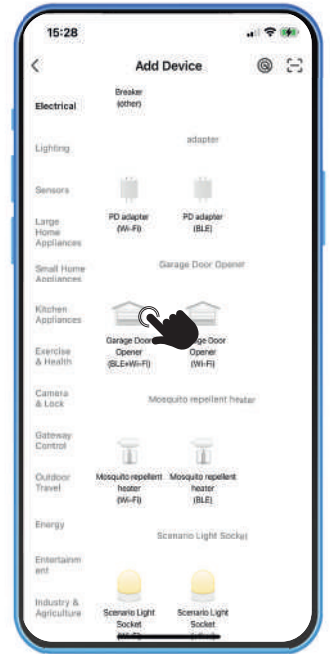 15:28
Add Device
Electrical
Lighting
Sensors
Large
Home
Appliances
Small Home
Appliances
Kitchen
Appliances
Exercise
& Health
Camera
& Lock
Gateway
Control
Outdoor
Travel
Energy
Entertainm
ent
Industry &
Agriculture
Breaker
(other)
adapter
PD adapter
(Wi-Fi)
PD adapter
(BLE)
Garage Door Opener
Garage Door
Opener
(BLE+Wi-Fi)
Door
Opener
(Wi-Fi)
Mosquito repellent heater
Mosquito repellent
heater
(Wi-Fi)
Mosquito repellent
heater
(BLE)
Scenario Light Socket
Scenario Light
Socket
Scenario Light
Socket